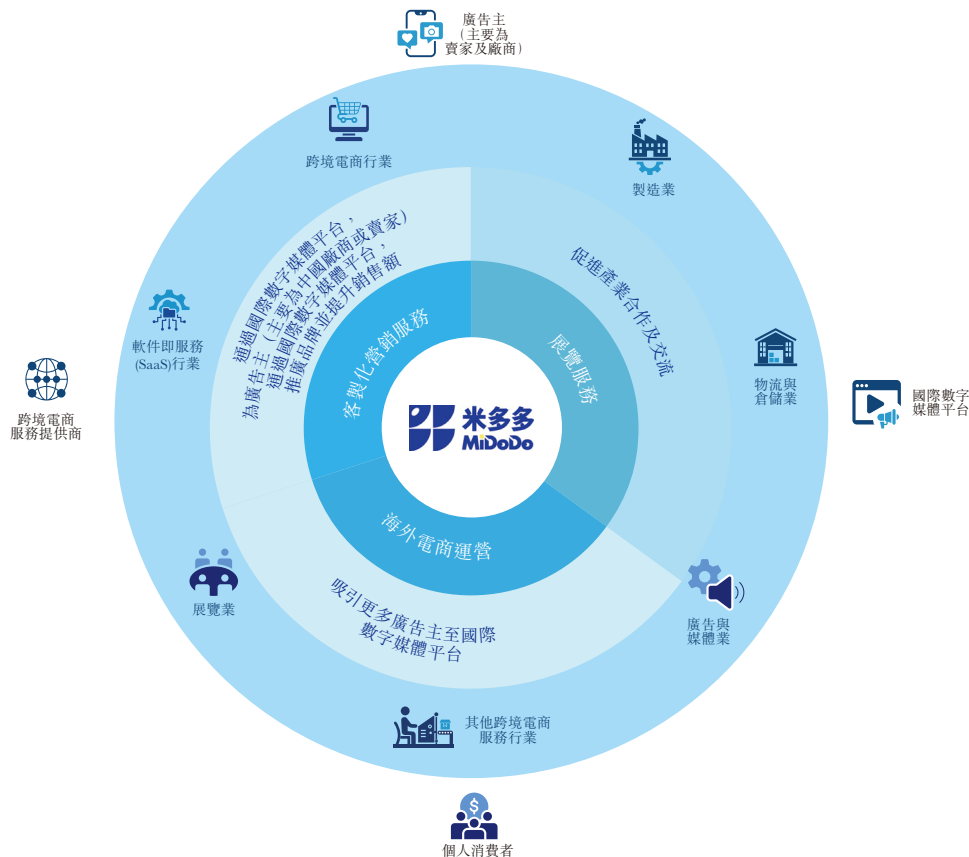 廣告主
(主要為
賣家及廠商)
跨境電商行業
製造業
通過國際數字媒體平台，
為廣告主（主要為中國廠商或賣家）
通過國際數字媒體平台，
推廣品牌並提升銷售額
促進產業合作及交流
客製化營銷服務
展覽服務
軟件即服務
(SaaS)行業
物流與
倉儲業
跨境電商
服務提供商
國際數字
媒體平台
米多多
MiDoDo
海外電商運營
展覽業
吸引更多廣告主至國際
數字媒體平台
廣告與
媒體業
其他跨境電商
服務行業
$
個人消費者